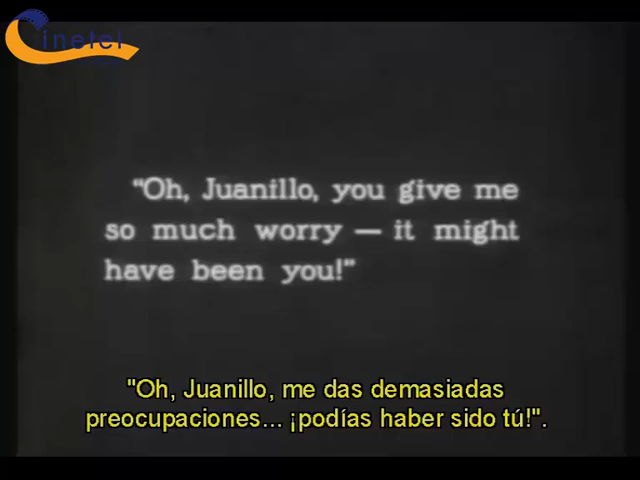 Cinetel
"Oh, Juanillo, you give me
so much worry — it might
have been you!"
"Oh, Juanillo, me das demasiadas
preocupaciones... ¡podías haber sido tú!".